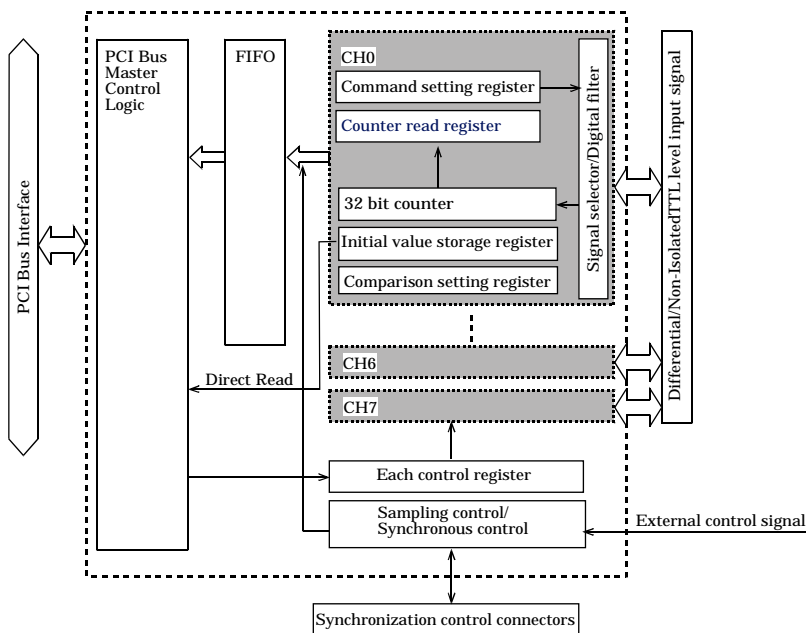 PCI Bus Interface
PCI Bus
Master
Control
Logic
FIFO
CH0
Command setting register
Counter read register
32 bit counter
Initial value storage register
Comparison setting register
Signal selector/Digital filter
Differential/Non-IsolatedTTL level input signal
CH6
Direct Read
CH7
Each control register
Sampling control/
Synchronous control
External control signal
Synchronization control connectors